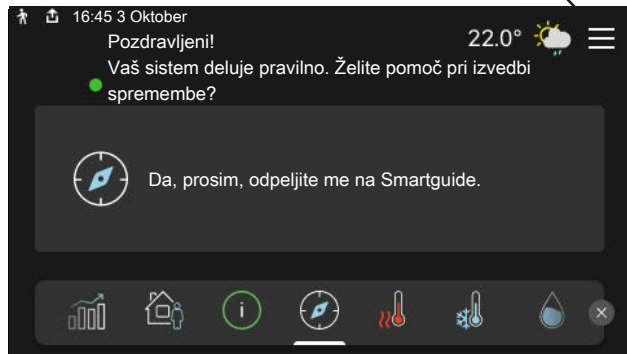 16:45 3 Oktober
Pozdravljeni!
22.0°
Vaš sistem deluje pravilno. Želite pomoč pri izvedbi
spremembe?
Da, prosim, odpeljite me na Smartguide.
i